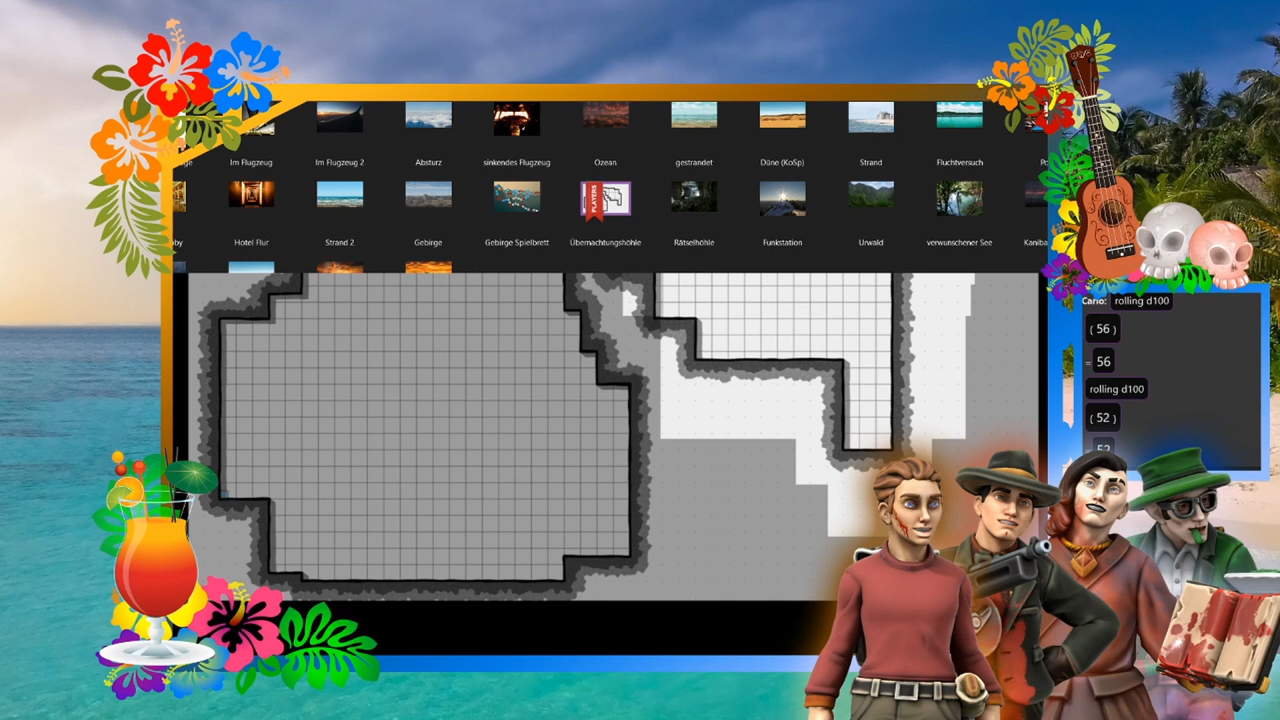 Im Flugzeug
Im Flugzeug 2
Absturz
sinkendes Flugzeug
Ozean
gestrandet
Düne (KoSp)
Strand
Fluchtversuch
PLAYERS
Hotel Flur
Strand 2
Gebirge
Gebirge Spielbrett
Übernachtungshöhle
Rätselhöhle
Funkstation
Urwald
verwunschener See
Carlo: rolling d100
( 56 )
= 56
rolling d100
( 52 )